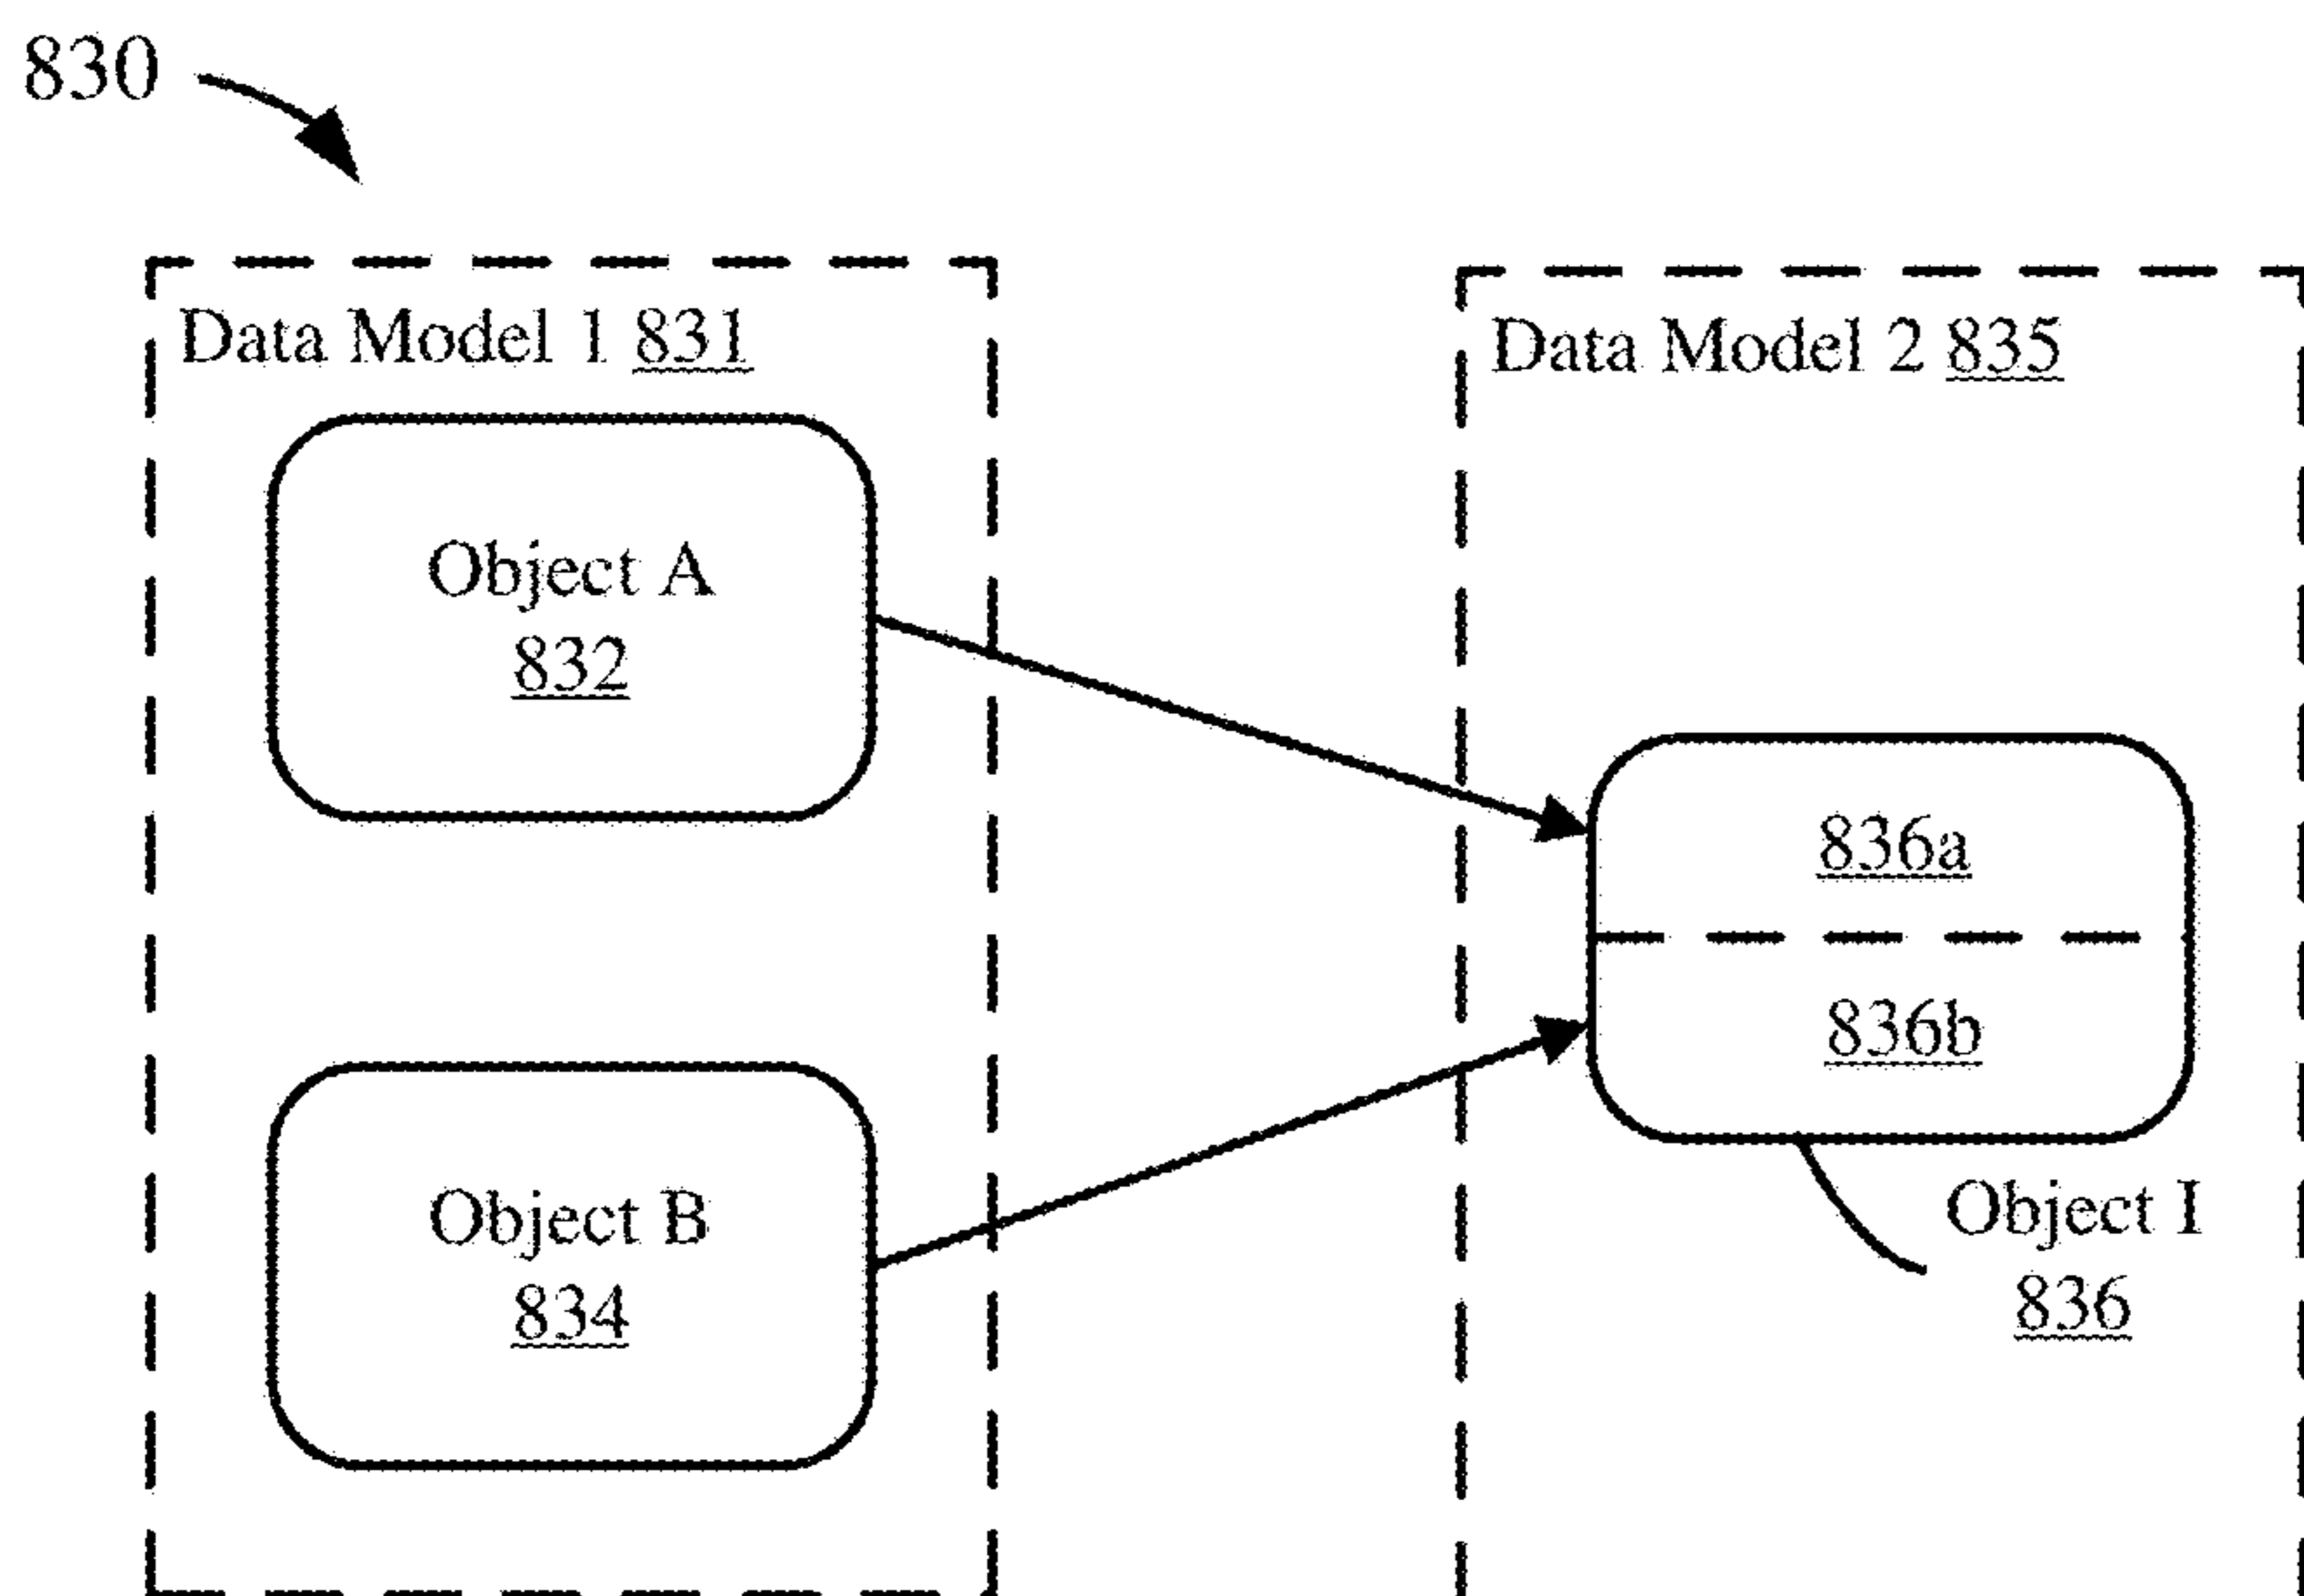 830
Data Model 1 831
Object A
832
Object B
834
Data Model 2 835
836a
836b
Object I
836